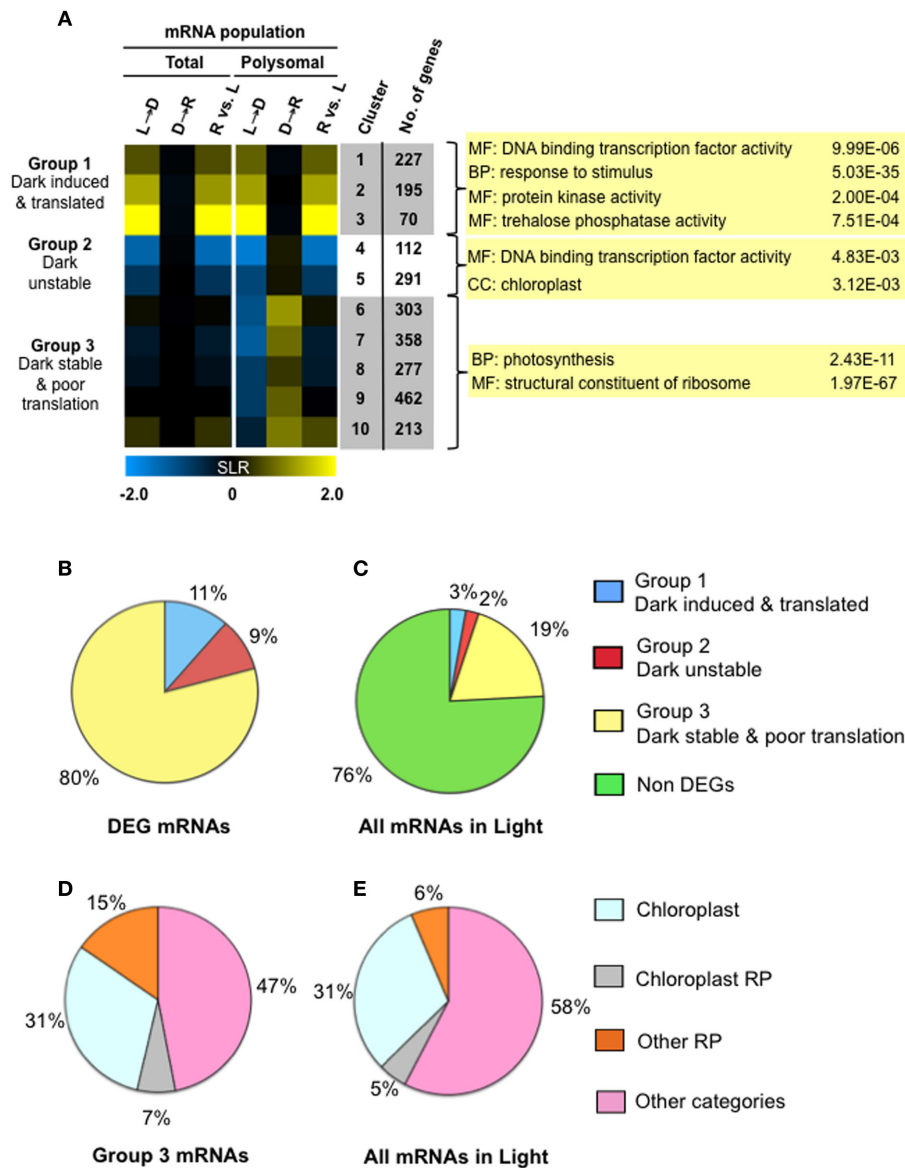 A
mRNA population
Total Polysomal
L→D D→R R vs. L L→D D→R R vs. L Cluster No. of genes
Group 1
Dark induced
& translated
Group 2
Dark
unstable
Group 3
Dark stable
& poor
translation
1 227
2 195
3 70
4 112
5 291
6 303
7 358
8 277
9 462
10 213
MF: DNA binding transcription factor activity 9.99E-06
BP: response to stimulus 5.03E-35
MF: protein kinase activity 2.00E-04
MF: trehalose phosphatase activity 7.51E-04
MF: DNA binding transcription factor activity 4.83E-03
CC: chloroplast 3.12E-03
BP: photosynthesis 2.43E-11
MF: structural constituent of ribosome 1.97E-67
SLR
-2.0 0 2.0
B
11%
9%
80%
DEG mRNAs
C
3% 2%
19%
76%
All mRNAs in Light
Group 1
Dark induced & translated
Group 2
Dark unstable
Group 3
Dark stable & poor translation
Non DEGs
D
15%
47%
31%
7%
Group 3 mRNAs
E
6%
31%
58%
5%
All mRNAs in Light
Chloroplast
Chloroplast RP
Other RP
Other categories